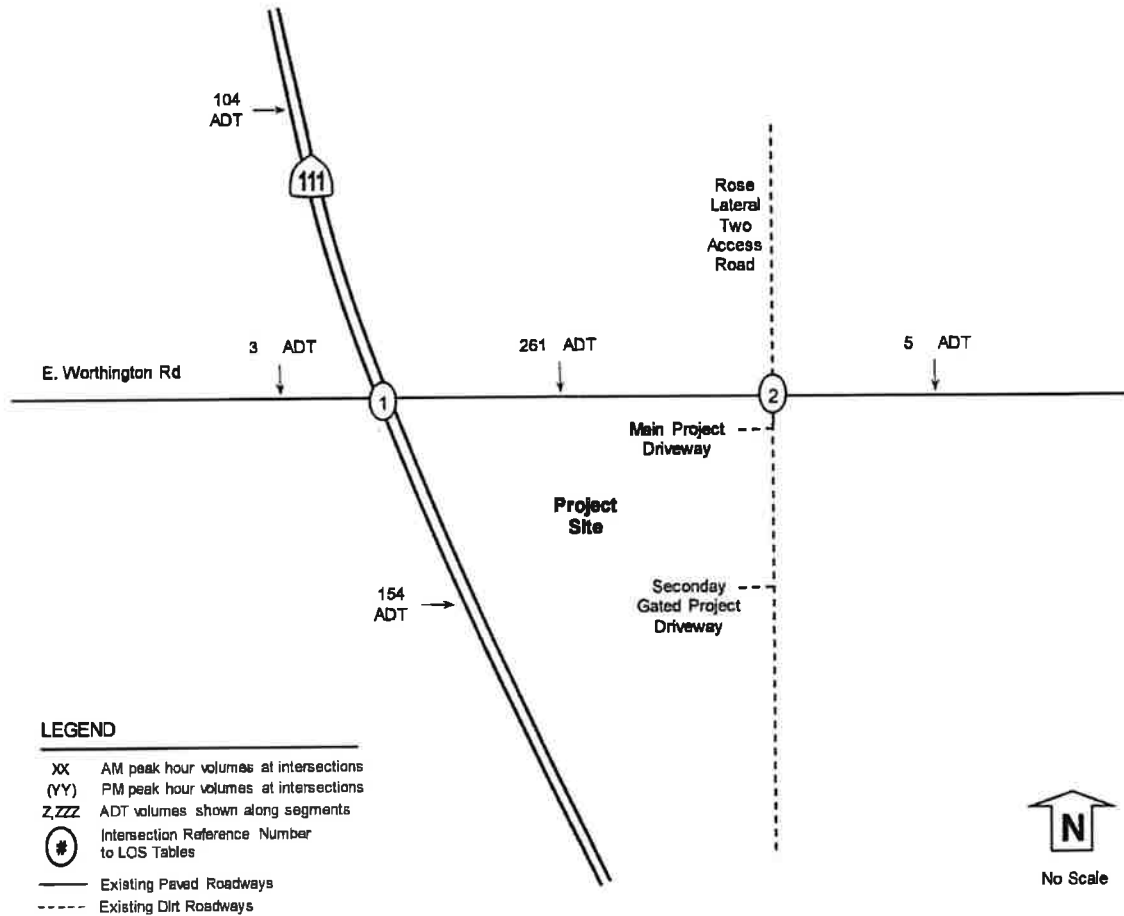 104
ADT
111
Rose
Lateral
Two
Access
Road
3 ADT
261 ADT
5 ADT
E. Worthington Rd
1
2
Main Project
Driveway
Project
Site
Seconday
Gated Project
Driveway
154
ADT
LEGEND
XX AM peak hour volumes at intersections
(YY) PM peak hour volumes at intersections
Z,ZZZ ADT volumes shown along segments
# Intersection Reference Number
to LOS Tables
Existing Paved Roadways
Existing Dirt Roadways
N
No Scale